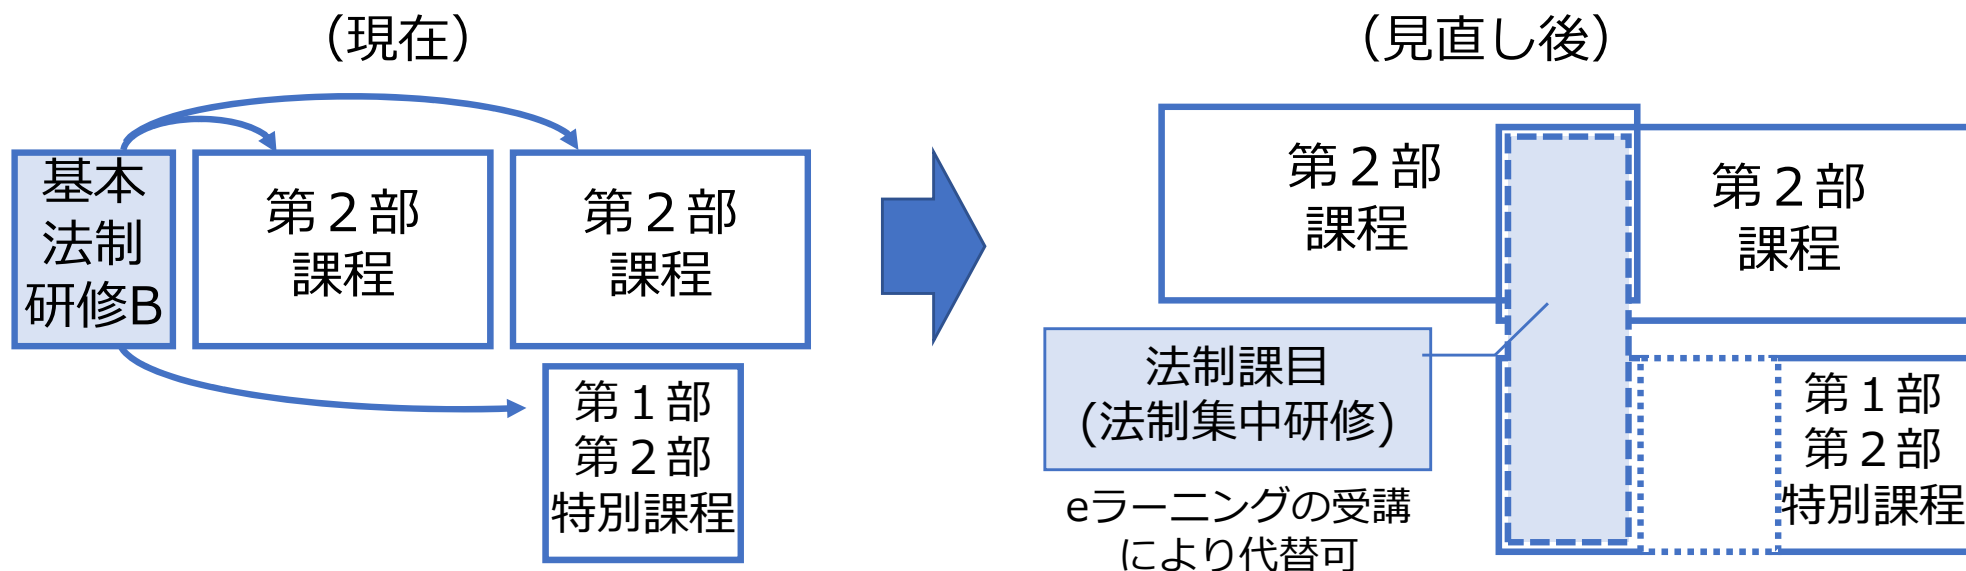 （現在）
基本
法制
研修B
第２部
課程
第２部
課程
第１部
第２部
特別課程
（見直し後）
第２部
課程
第２部
課程
法制課目
(法制集中研修)
eラーニングの受講
により代替可
第１部
第２部
特別課程